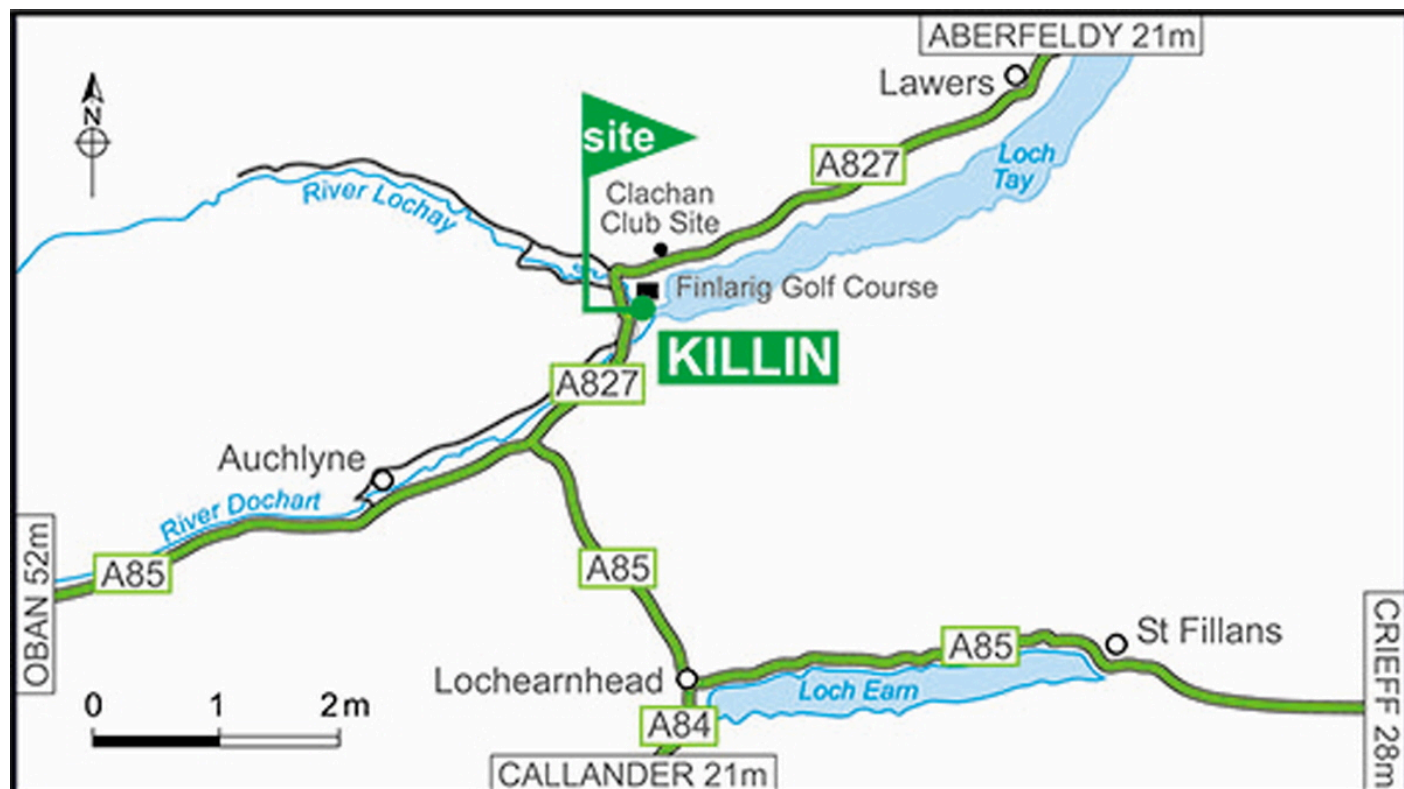 ABERFELDY 21m
Lawers
N
site
A827
Loch
Tay
River Lochay
Clachan
Club Site
Finlarig Golf Course
KILLIN
A827
Auchlyne
River Dochart
A85
A85
OBAN 52m
St Fillans
A85
CRIEFF 28m
Lochearnhead
Loch Earn
0 1 2m
A84
CALLANDER 21m